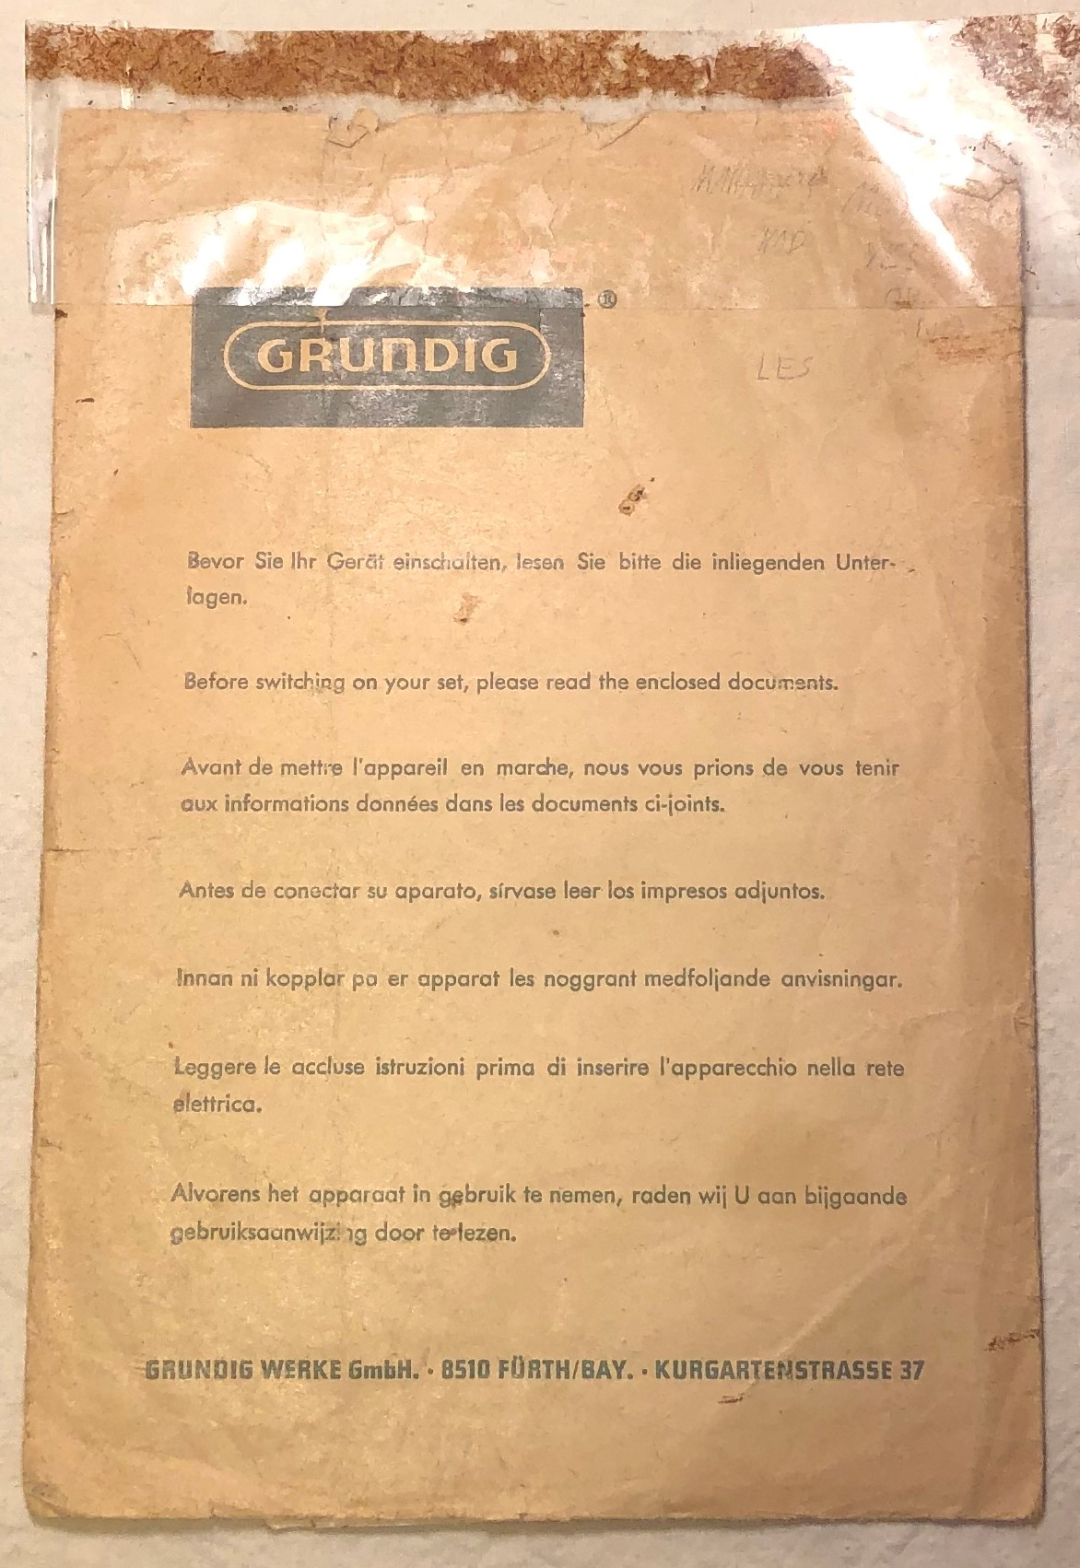 GRUNDIG ®
LES
Bevor Sie Ihr Gerät einschalten, lesen Sie bitte die inliegenden Unter-
lagen.
Before switching on your set, please read the enclosed documents.
Avant de mettre l'appareil en marche, nous vous prions de vous tenir
aux informations données dans les documents ci-joints.
Antes de conectar su aparato, sírvase leer los impresos adjuntos.
Innan ni kopplar pa er apparat les noggrant medfoljande anvisningar.
Leggere le accluse istruzioni prima di inserire l'apparecchio nella rete
elettrica.
Alvorens het apparaat in gebruik te nemen, raden wij U aan bijgaande
gebruiksaanwijzing door te lezen.
GRUNDIG WERKE GmbH. · 8510 FÜRTH/BAY. · KURGARTENSTRASSE 37